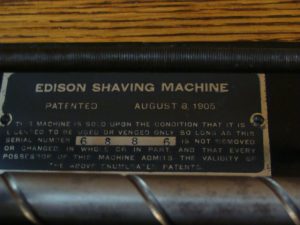 EDISON SHAVING MACHINE
PATENTED AUGUST 8, 1905.
THIS MACHINE IS SOLD UPON THE CONDITION THAT IT IS
LICENSED TO BE USED OR VENDED ONLY SO LONG AS THIS
SERIAL NUMBER 6886 IS NOT REMOVED
OR CHANGED IN WHOLE OR IN PART, AND THAT EVERY
POSSESSOR OF THIS MACHINE ADMITS THE VALIDITY OF
THE ABOVE ENUMERATED PATENTS.